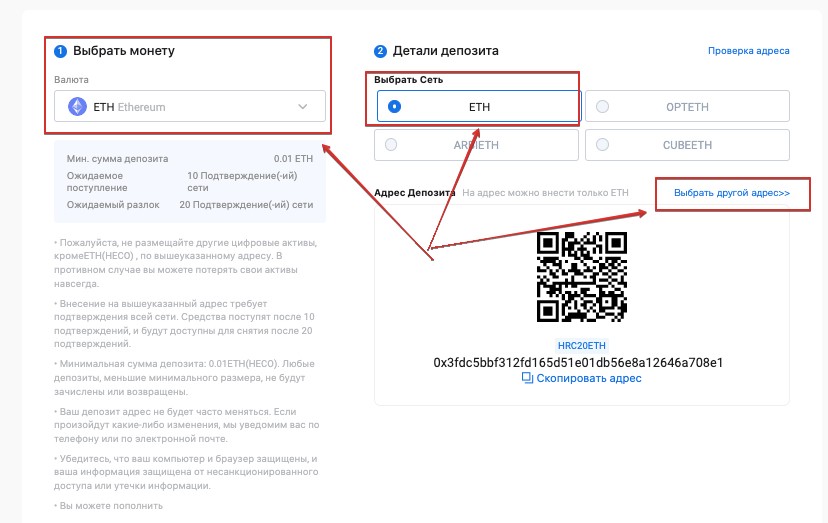 1 Выбрать монету
Валюта
ETH Ethereum
Мин. сумма депозита 0.01 ETH
Ожидаемое поступление 10 Подтверждение(-ий) сети
Ожидаемый разлок 20 Подтверждение(-ий) сети
• Пожалуйста, не размещайте другие цифровые активы,
кромеETH(HECO) , по вышеуказанному адресу. В
противном случае вы можете потерять свои активы
навсегда.
• Внесение на вышеуказанный адрес требует
подтверждения всей сети. Средства поступят после 10
подтверждений, и будут доступны для снятия после 20
подтверждений.
• Минимальная сумма депозита: 0.01ETH(HECO). Любые
депозиты, меньшие минимального размера, не будут
зачислены или возвращены.
• Ваш депозит адрес не будет часто меняться. Если
произойдут какие-либо изменения, мы уведомим вас по
телефону или по электронной почте.
• Убедитесь, что ваш компьютер и браузер защищены, и
ваша информация защищен от несанкционированного
доступа или утечки информации.
• Вы можете пополнить
2 Детали депозита
Проверка адреса
Выбрать Сеть
ETH OPTETH
ARBIETH CUBEETH
Адрес Депозита На адрес можно внести только ETH
Выбрать другой адрес>>
HRC20ETH
0x3fdc5bbf312fd165d51e01db56e8a12646a708e1
Скопировать адрес